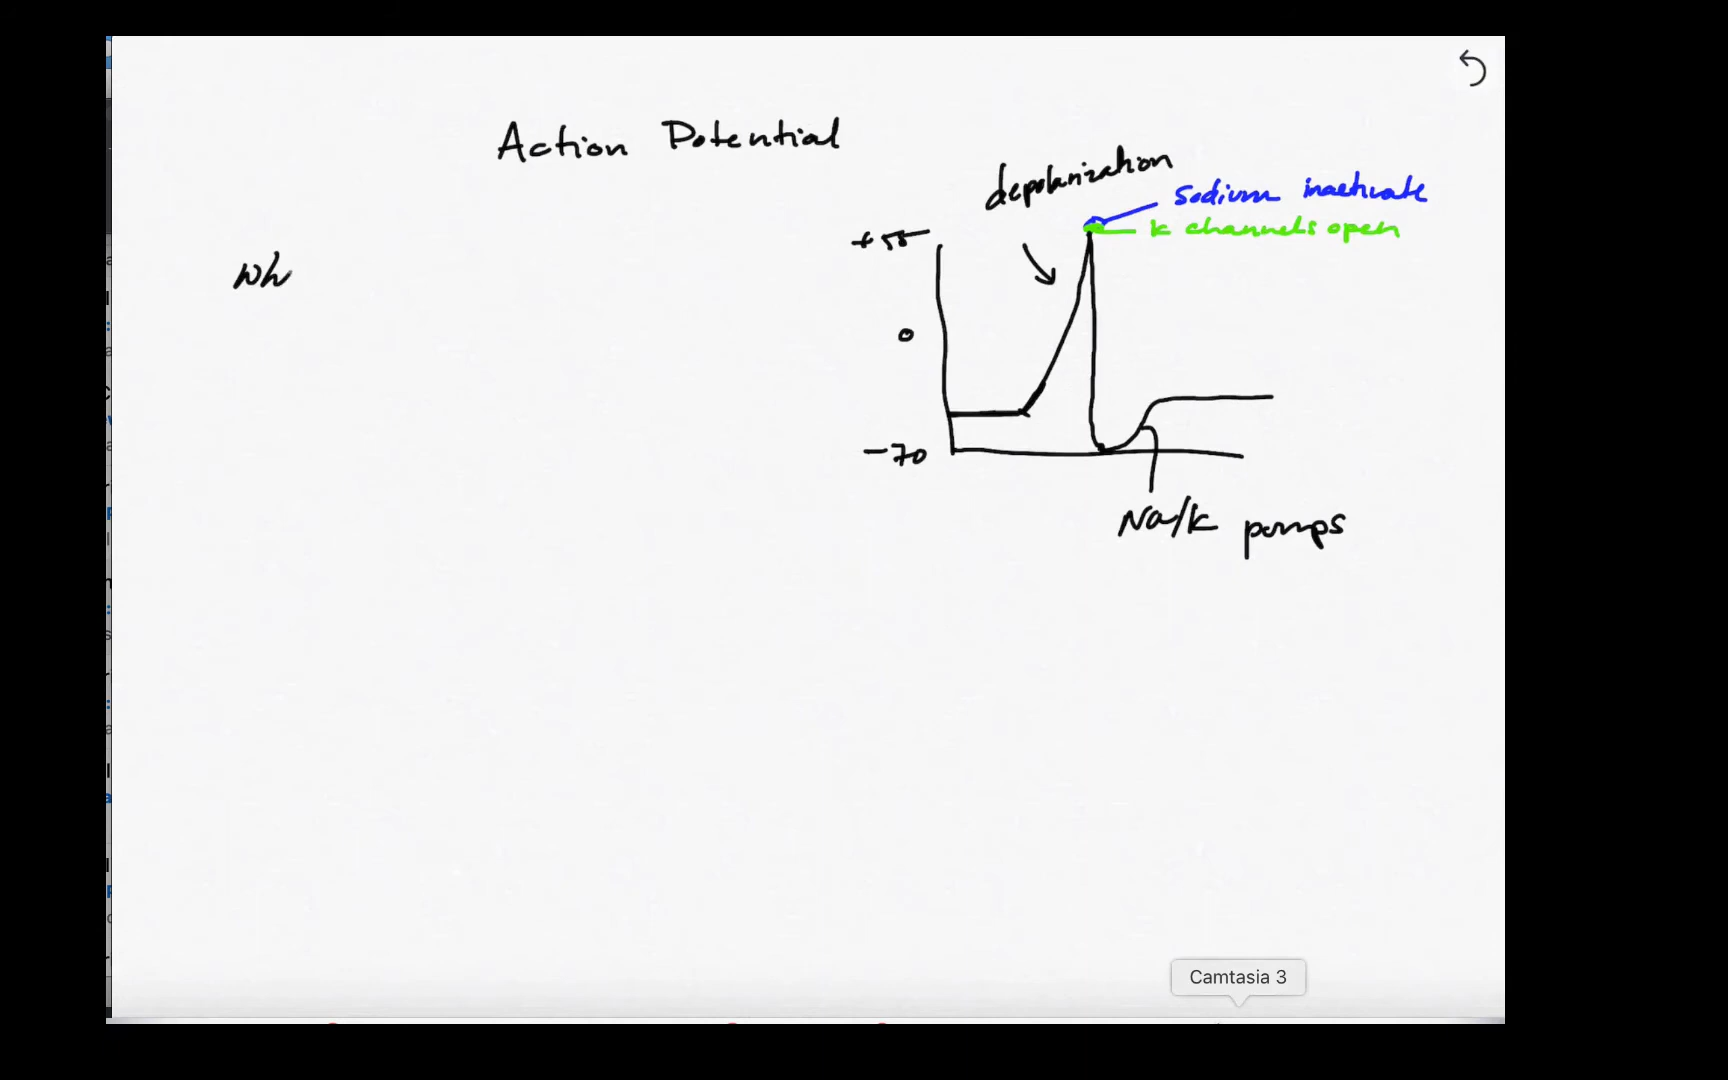 Action Potential
depolarization
Sodium inactivate
K channels open
+55
Wh
0
-70
Na/K pumps
Camtasia 3